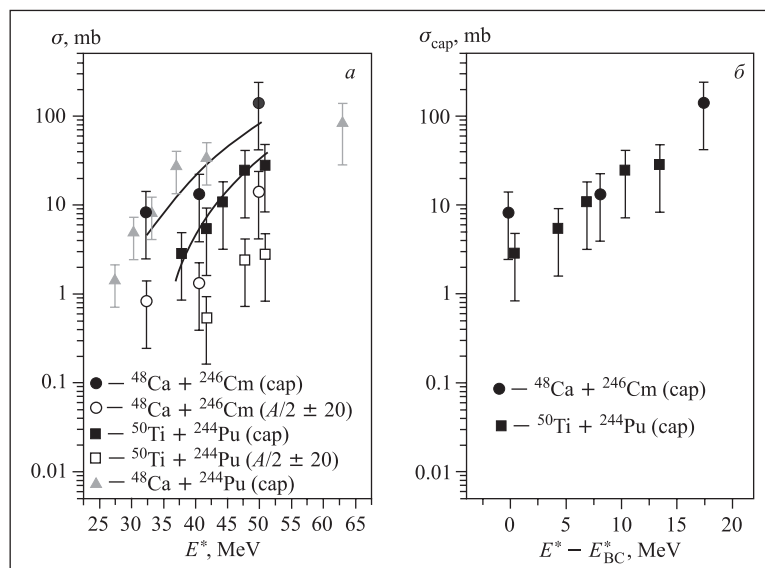 σ, mb
а
100
10
1
0.1
0.01
● — ⁴⁸Ca + ²⁴⁶Cm (cap)
○ — ⁴⁸Ca + ²⁴⁶Cm (A/2 ± 20)
■ — ⁵⁰Ti + ²⁴⁴Pu (cap)
□ — ⁵⁰Ti + ²⁴⁴Pu (A/2 ± 20)
▲ — ⁴⁸Ca + ²⁴⁴Pu (cap)
25 30 35 40 45 50 55 60 65
E*, MeV
σcap, mb
б
100
10
1
0.1
0.01
● — ⁴⁸Ca + ²⁴⁶Cm (cap)
■ — ⁵⁰Ti + ²⁴⁴Pu (cap)
0 5 10 15 20
E* − E*BC, MeV